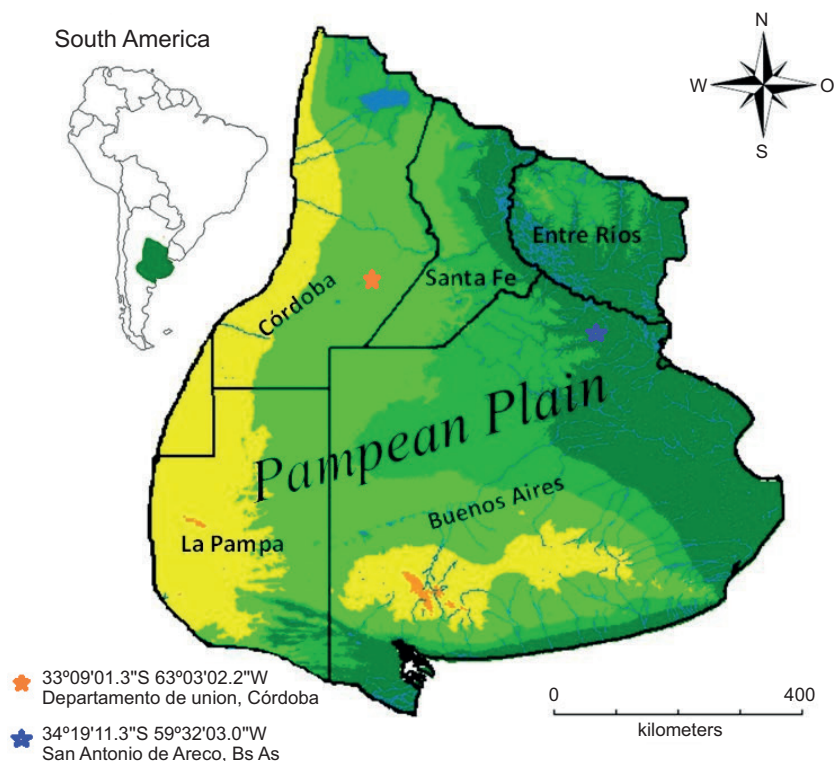 South America
N
W
O
S
Entre Ríos
Santa Fe
Córdoba
Pampean Plain
Buenos Aires
La Pampa
33º09'01.3"S 63º03'02.2"W
Departamento de union, Córdoba
34º19'11.3"S 59º32'03.0"W
San Antonio de Areco, Bs As
0
400
kilometers